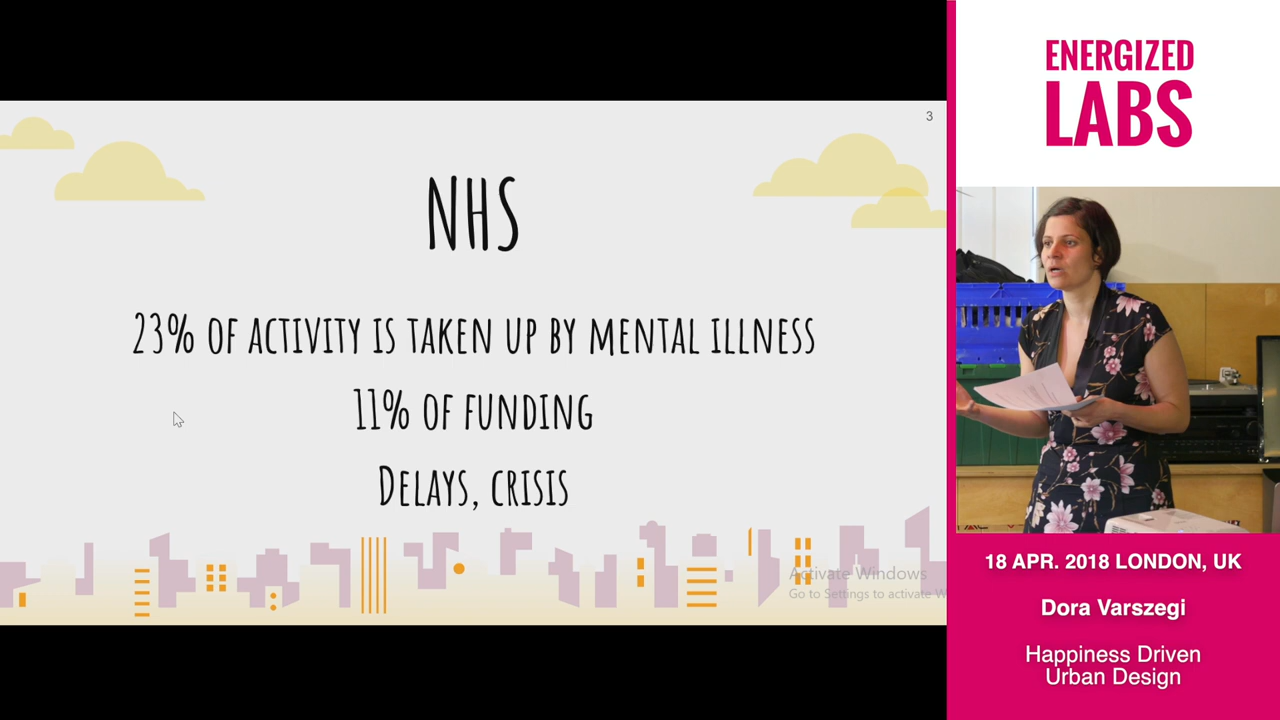 3
NHS
23% OF ACTIVITY IS TAKEN UP BY MENTAL ILLNESS
11% OF FUNDING
DELAYS, CRISIS
Activate Windows
Go to Settings to activate W
ENERGIZED
LABS
18 APR. 2018 LONDON, UK
Dora Varszegi
Happiness Driven
Urban Design